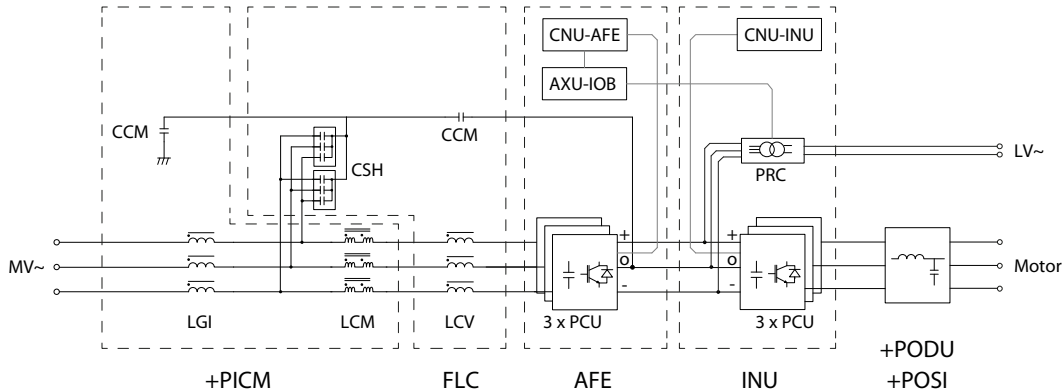 CNU-AFE
CNU-INU
AXU-IOB
CCM
CCM
CSH
PRC
LV~
MV~
+
o
-
+
o
-
Motor
LGI
LCM
LCV
3 x PCU
3 x PCU
+PICM
FLC
AFE
INU
+PODU
+POSI